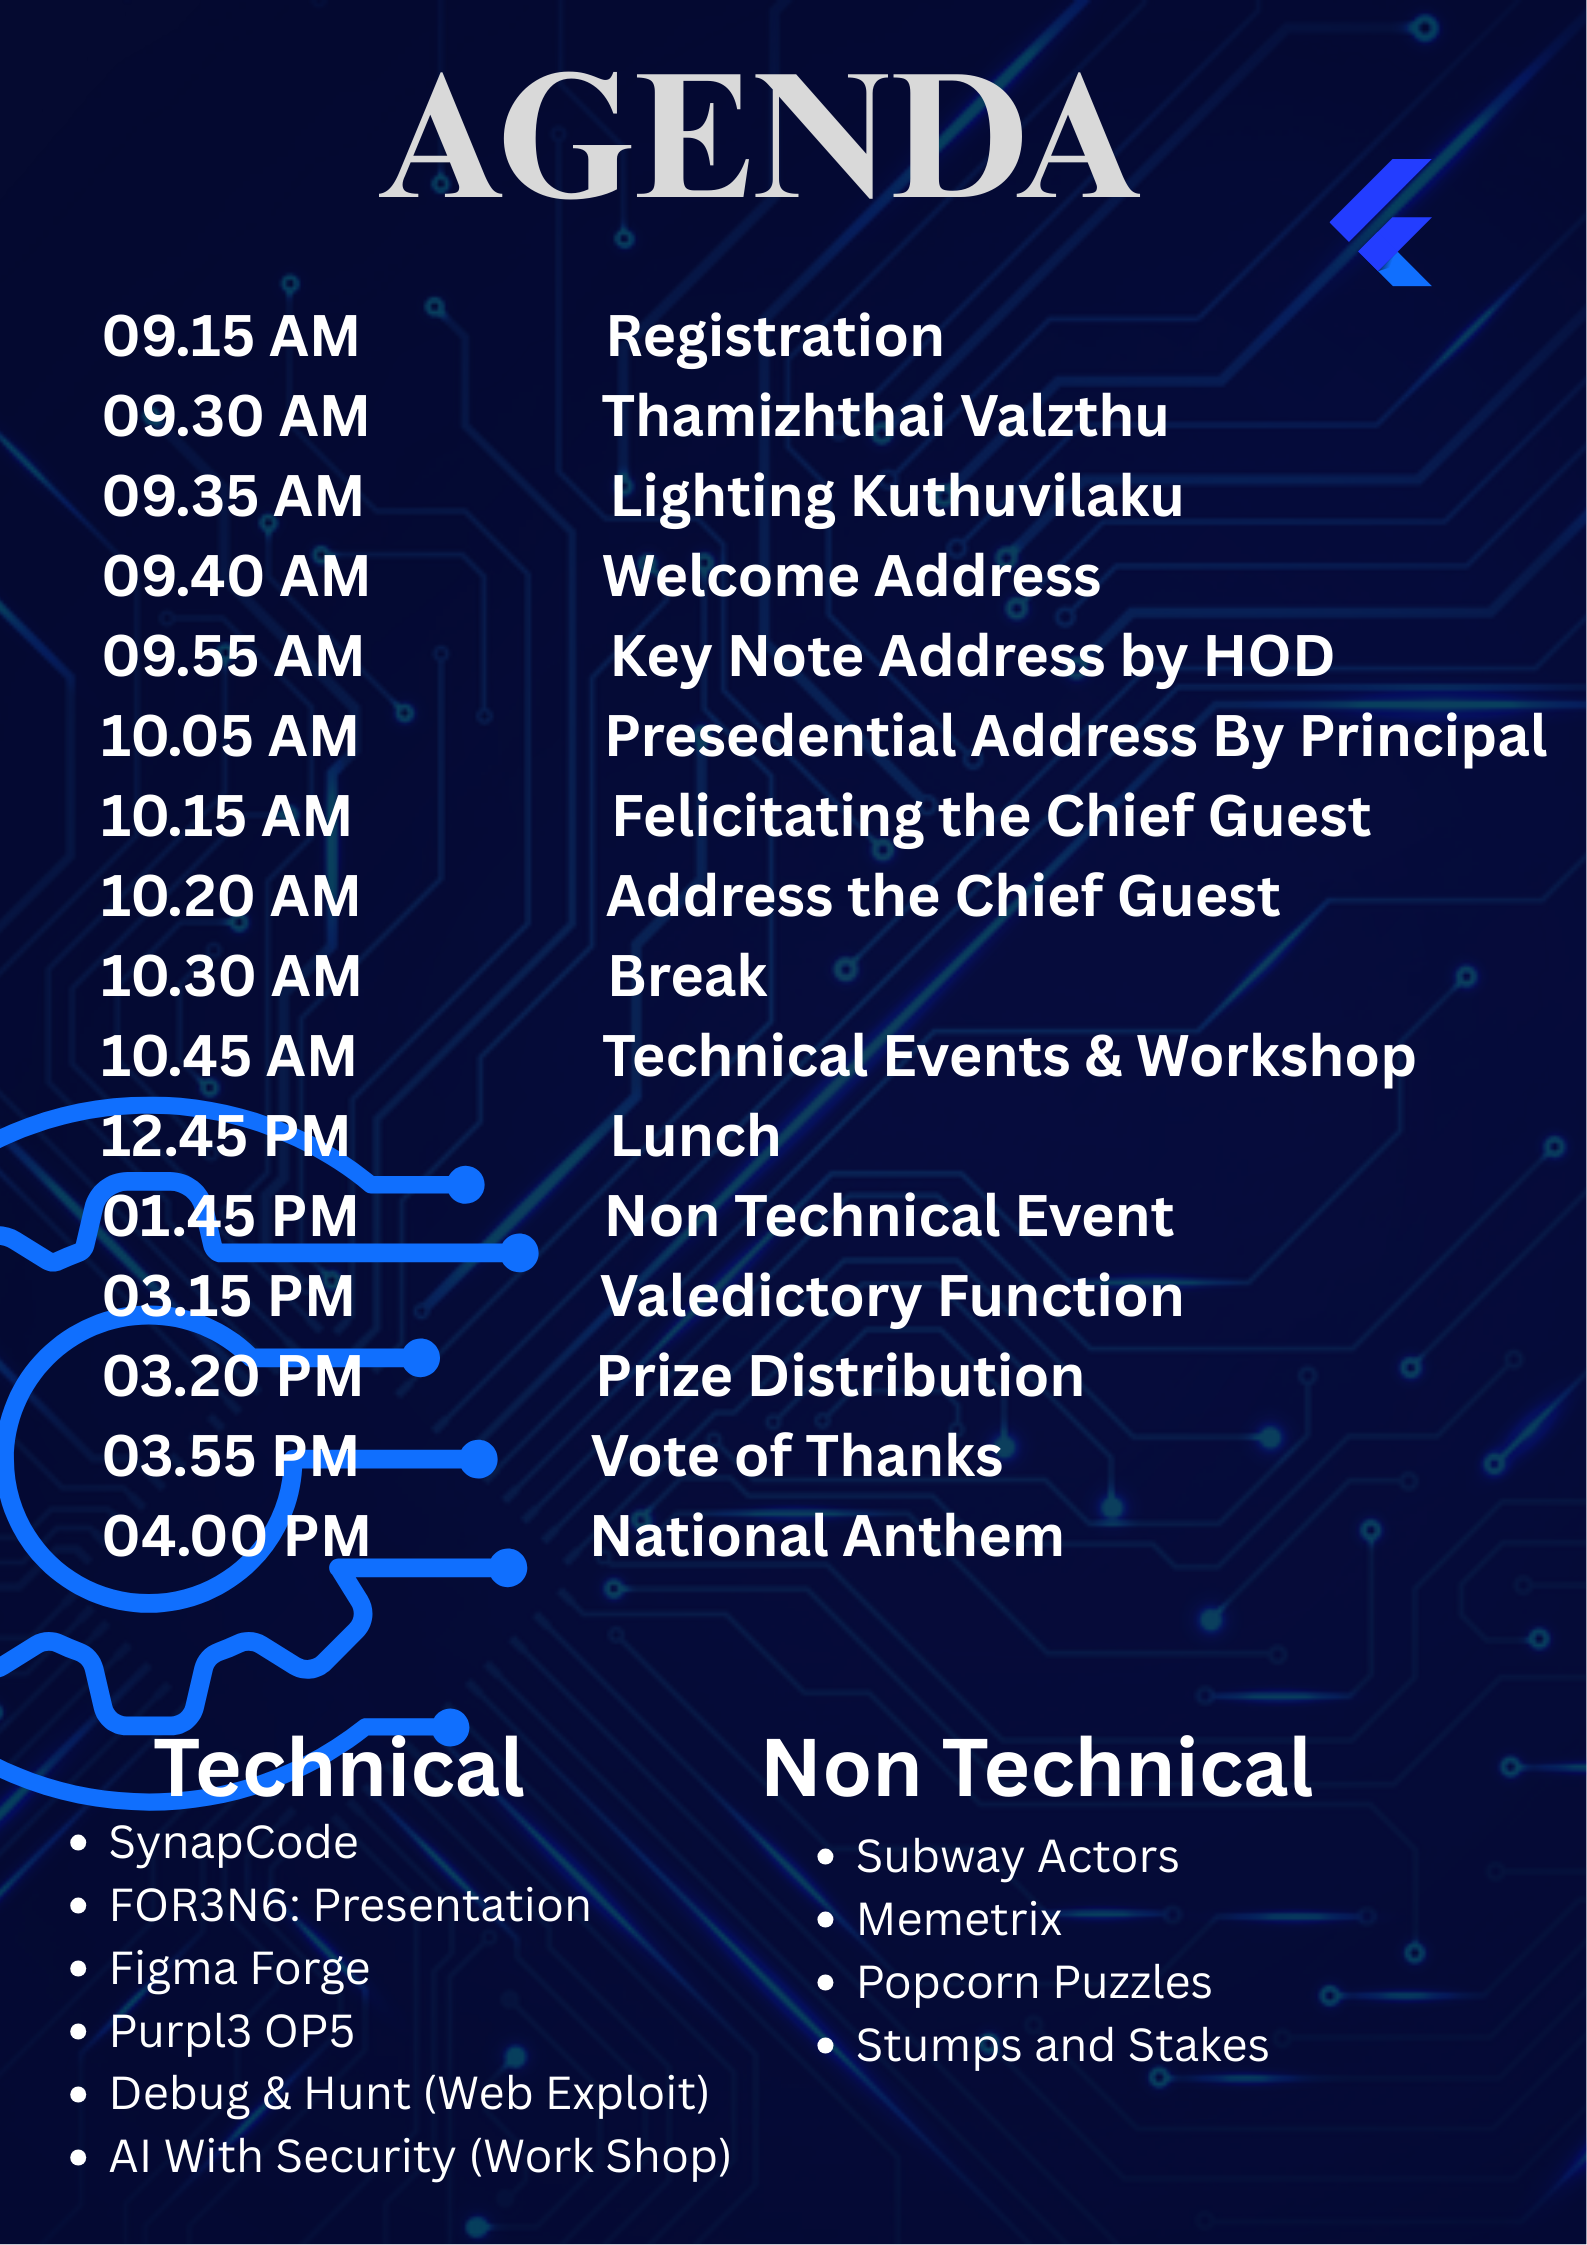 AGENDA
09.15 AM Registration
09.30 AM Thamizhthai Valzthu
09.35 AM Lighting Kuthuvilaku
09.40 AM Welcome Address
09.55 AM Key Note Address by HOD
10.05 AM Presedential Address By Principal
10.15 AM Felicitating the Chief Guest
10.20 AM Address the Chief Guest
10.30 AM Break
10.45 AM Technical Events & Workshop
12.45 PM Lunch
01.45 PM Non Technical Event
03.15 PM Valedictory Function
03.20 PM Prize Distribution
03.55 PM Vote of Thanks
04.00 PM National Anthem
Technical
• SynapCode
• FOR3N6: Presentation
• Figma Forge
• Purpl3 OP5
• Debug & Hunt (Web Exploit)
• AI With Security (Work Shop)
Non Technical
• Subway Actors
• Memetrix
• Popcorn Puzzles
• Stumps and Stakes